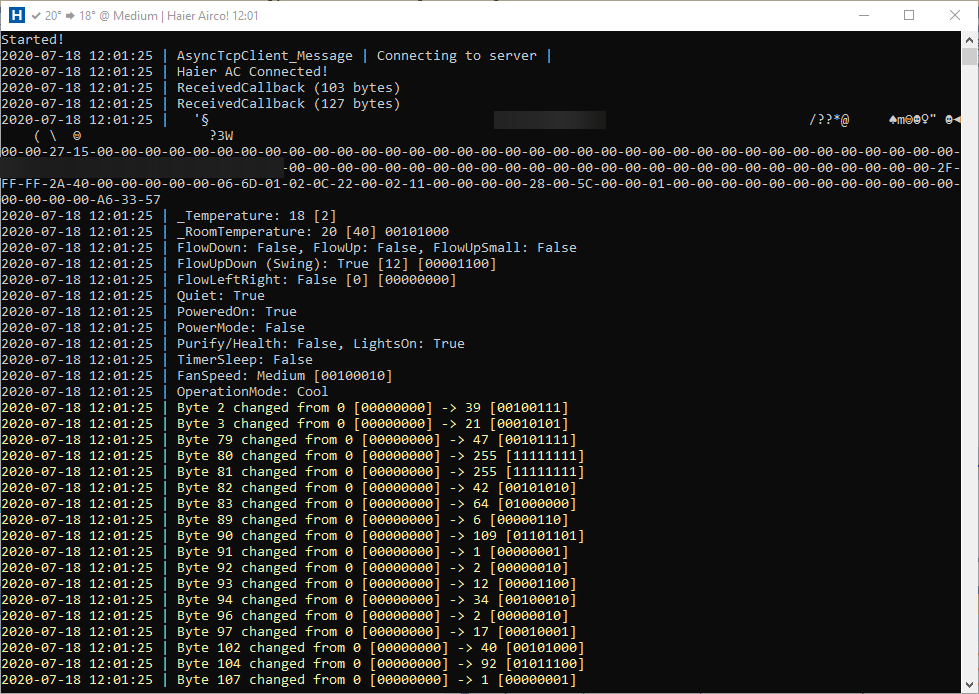 20° ➡ 18° @ Medium | Haier Airco! 12:01
Started!
2020-07-18 12:01:25 | AsyncTcpClient_Message | Connecting to server |
2020-07-18 12:01:25 | Haier AC Connected!
2020-07-18 12:01:25 | ReceivedCallback (103 bytes)
2020-07-18 12:01:25 | ReceivedCallback (127 bytes)
2020-07-18 12:01:25 | '§ /??*@ ♠m☺☻♀" ☻◄
( \ ☺ ?3W
00-00-27-15-00-00-00-00-00-00-00-00-00-00-00-00-00-00-00-00-00-00-00-00-00-00-00-00-00-00-00-00-00-00-00-00-00-00-00-00-
-00-00-00-00-00-00-00-00-00-00-00-00-00-00-00-00-00-00-00-00-00-00-00-00-00-00-00-2F-
FF-FF-2A-40-00-00-00-00-00-06-6D-01-02-0C-22-00-02-11-00-00-00-00-28-00-5C-00-00-01-00-00-00-00-00-00-00-00-00-00-00-00-
00-00-00-00-A6-33-57
2020-07-18 12:01:25 | _Temperature: 18 [2]
2020-07-18 12:01:25 | _RoomTemperature: 20 [40] 00101000
2020-07-18 12:01:25 | FlowDown: False, FlowUp: False, FlowUpSmall: False
2020-07-18 12:01:25 | FlowUpDown (Swing): True [12] [00001100]
2020-07-18 12:01:25 | FlowLeftRight: False [0] [00000000]
2020-07-18 12:01:25 | Quiet: True
2020-07-18 12:01:25 | PoweredOn: True
2020-07-18 12:01:25 | PowerMode: False
2020-07-18 12:01:25 | Purify/Health: False, LightsOn: True
2020-07-18 12:01:25 | TimerSleep: False
2020-07-18 12:01:25 | FanSpeed: Medium [00100010]
2020-07-18 12:01:25 | OperationMode: Cool
2020-07-18 12:01:25 | Byte 2 changed from 0 [00000000] -> 39 [00100111]
2020-07-18 12:01:25 | Byte 3 changed from 0 [00000000] -> 21 [00010101]
2020-07-18 12:01:25 | Byte 79 changed from 0 [00000000] -> 47 [00101111]
2020-07-18 12:01:25 | Byte 80 changed from 0 [00000000] -> 255 [11111111]
2020-07-18 12:01:25 | Byte 81 changed from 0 [00000000] -> 255 [11111111]
2020-07-18 12:01:25 | Byte 82 changed from 0 [00000000] -> 42 [00101010]
2020-07-18 12:01:25 | Byte 83 changed from 0 [00000000] -> 64 [01000000]
2020-07-18 12:01:25 | Byte 89 changed from 0 [00000000] -> 6 [00000110]
2020-07-18 12:01:25 | Byte 90 changed from 0 [00000000] -> 109 [01101101]
2020-07-18 12:01:25 | Byte 91 changed from 0 [00000000] -> 1 [00000001]
2020-07-18 12:01:25 | Byte 92 changed from 0 [00000000] -> 2 [00000010]
2020-07-18 12:01:25 | Byte 93 changed from 0 [00000000] -> 12 [00001100]
2020-07-18 12:01:25 | Byte 94 changed from 0 [00000000] -> 34 [00100010]
2020-07-18 12:01:25 | Byte 96 changed from 0 [00000000] -> 2 [00000010]
2020-07-18 12:01:25 | Byte 97 changed from 0 [00000000] -> 17 [00010001]
2020-07-18 12:01:25 | Byte 102 changed from 0 [00000000] -> 40 [00101000]
2020-07-18 12:01:25 | Byte 104 changed from 0 [00000000] -> 92 [01011100]
2020-07-18 12:01:25 | Byte 107 changed from 0 [00000000] -> 1 [00000001]